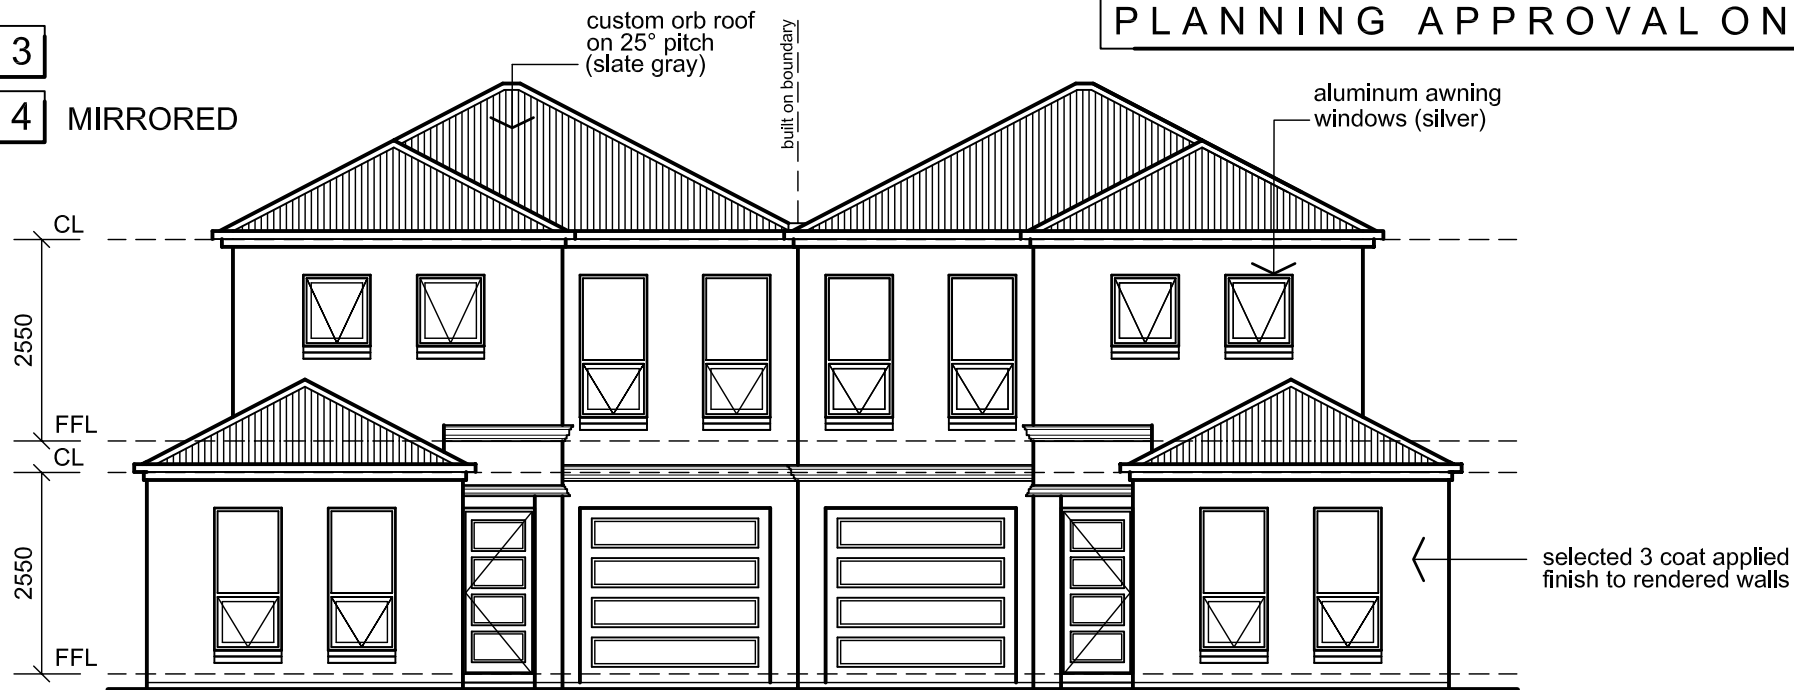 PLANNING APPROVAL ON
3
4 MIRRORED
custom orb roof
on 25° pitch
(slate gray)
built on boundary
aluminum awning
windows (silver)
CL
2550
FFL
CL
2550
FFL
selected 3 coat applied
finish to rendered walls